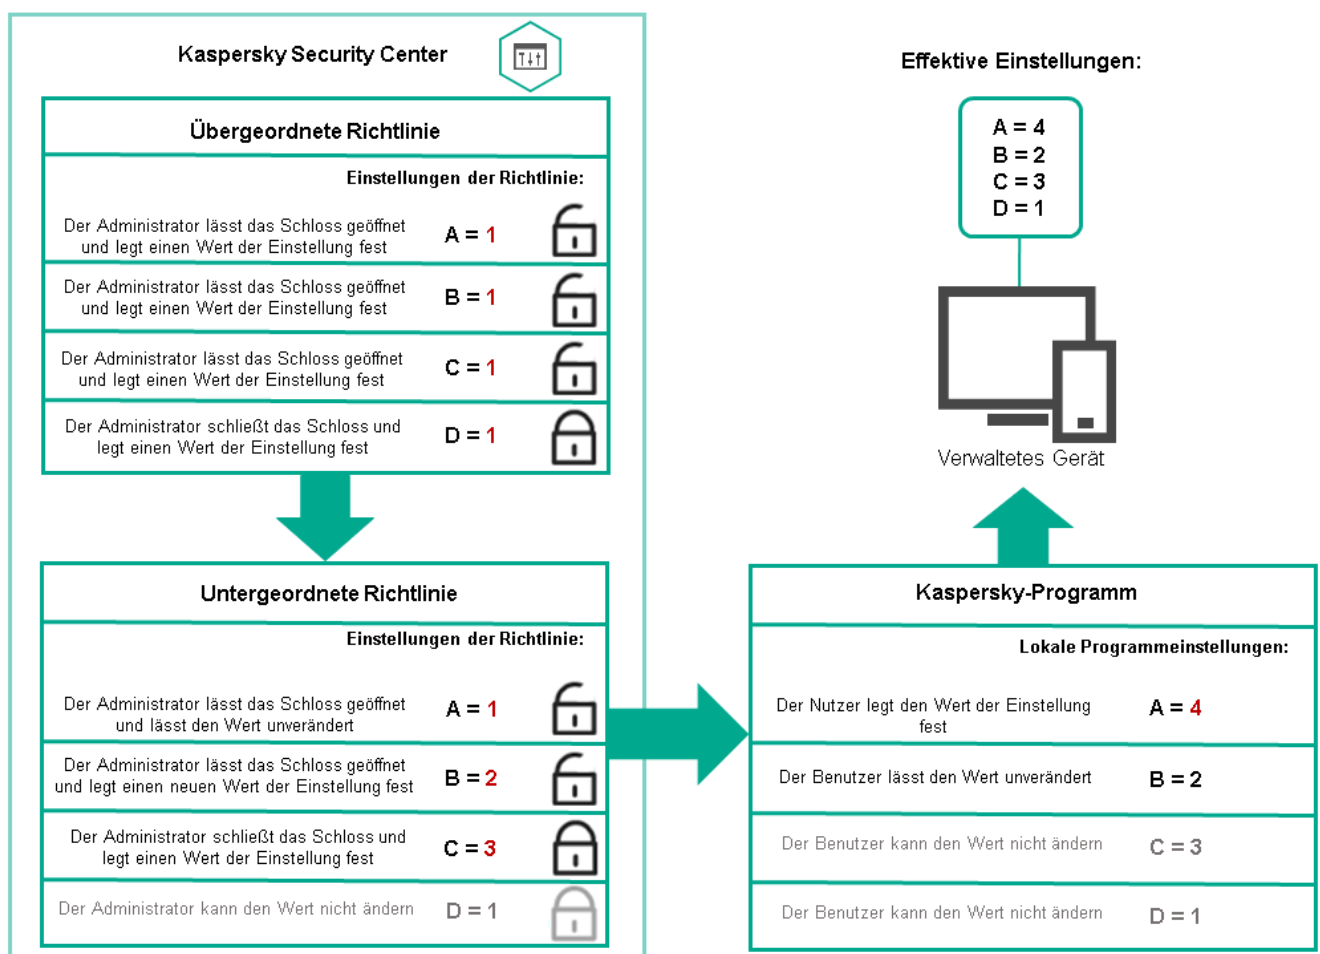 Kaspersky Security Center
Übergeordnete Richtlinie
Einstellungen der Richtlinie:
Der Administrator lässt das Schloss geöffnet
und legt einen Wert der Einstellung fest
A = 1
Der Administrator lässt das Schloss geöffnet
und legt einen Wert der Einstellung fest
B = 1
Der Administrator lässt das Schloss geöffnet
und legt einen Wert der Einstellung fest
C = 1
Der Administrator schließt das Schloss und
legt einen Wert der Einstellung fest
D = 1
Untergeordnete Richtlinie
Einstellungen der Richtlinie:
Der Administrator lässt das Schloss geöffnet
und lässt den Wert unverändert
A = 1
Der Administrator lässt das Schloss geöffnet
und legt einen neuen Wert der Einstellung fest
B = 2
Der Administrator schließt das Schloss und
legt einen Wert der Einstellung fest
C = 3
Der Administrator kann den Wert nicht ändern
D = 1
Effektive Einstellungen:
A = 4
B = 2
C = 3
D = 1
Verwaltetes Gerät
Kaspersky-Programm
Lokale Programmeinstellungen:
Der Nutzer legt den Wert der Einstellung
fest
A = 4
Der Benutzer lässt den Wert unverändert
B = 2
Der Benutzer kann den Wert nicht ändern
C = 3
Der Benutzer kann den Wert nicht ändern
D = 1